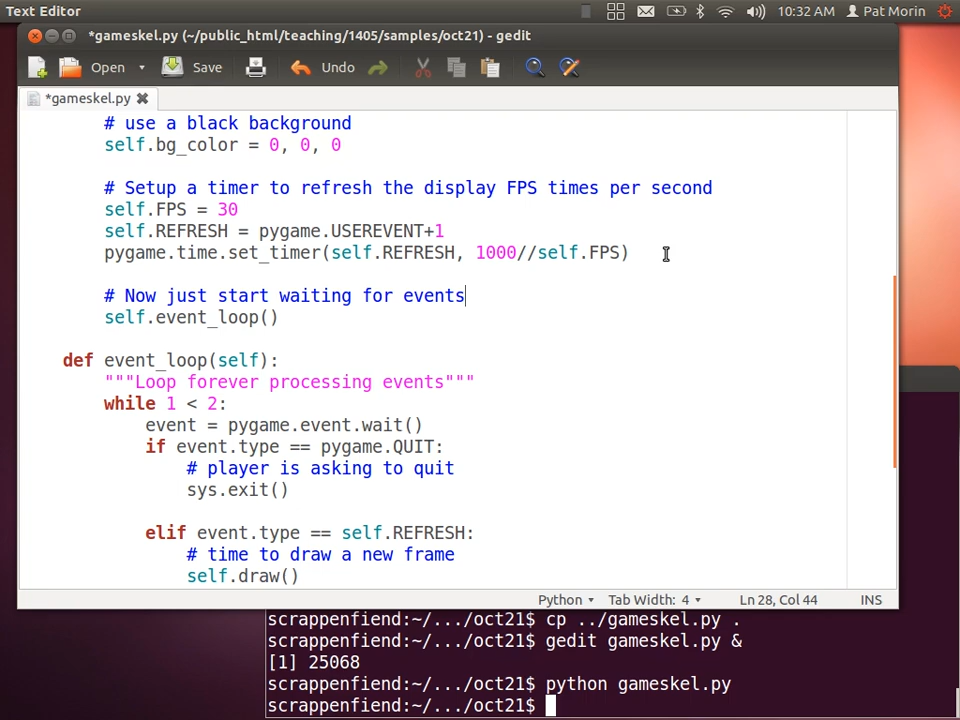 Text Editor
10:32 AM
Pat Morin
*gameskel.py (~/public_html/teaching/1405/samples/oct21) - gedit
Open
Save
Undo
*gameskel.py
# use a black background
self.bg_color = 0, 0, 0
# Setup a timer to refresh the display FPS times per second
self.FPS = 30
self.REFRESH = pygame.USEREVENT+1
pygame.time.set_timer(self.REFRESH, 1000//self.FPS)
# Now just start waiting for events
self.event_loop()
def event_loop(self):
"""Loop forever processing events"""
while 1 < 2:
event = pygame.event.wait()
if event.type == pygame.QUIT:
# player is asking to quit
sys.exit()
elif event.type == self.REFRESH:
# time to draw a new frame
self.draw()
Python
Tab Width: 4
Ln 28, Col 44
INS
scrappenfiend:~/.../oct21$ cp ../gameskel.py .
scrappenfiend:~/.../oct21$ gedit gameskel.py &
[1] 25068
scrappenfiend:~/.../oct21$ python gameskel.py
scrappenfiend:~/.../oct21$